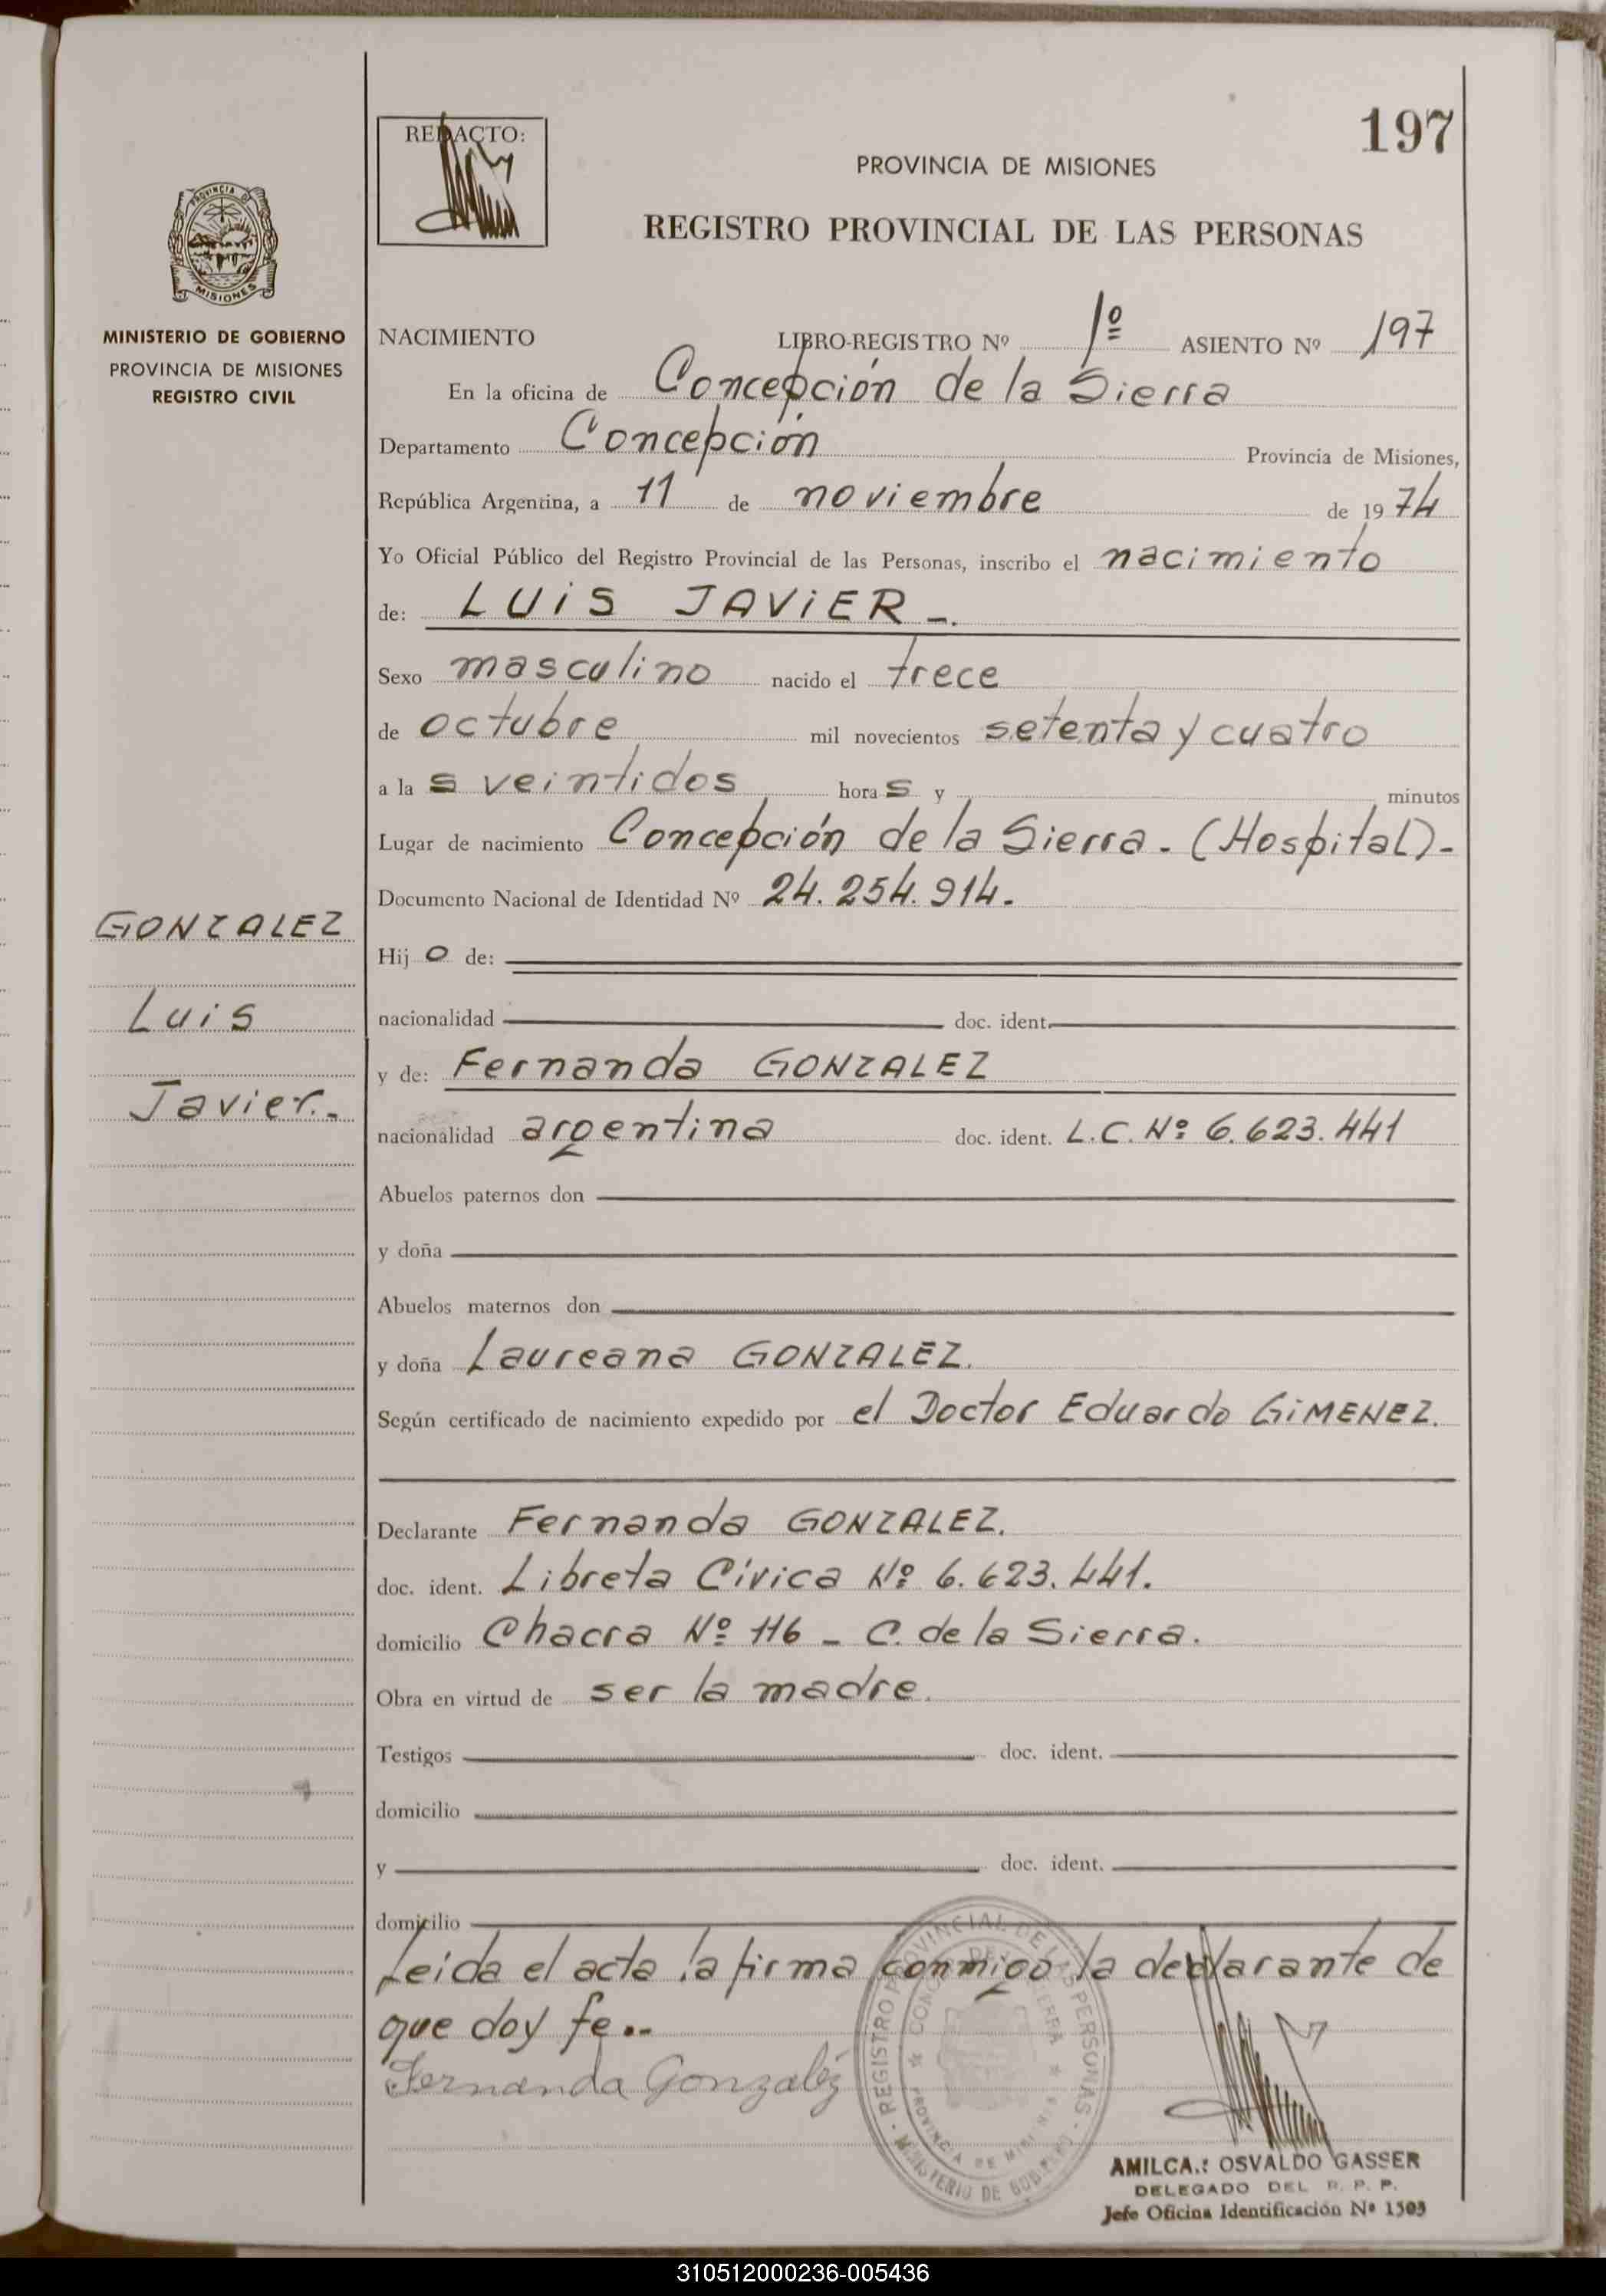 197
REDACTO:
PROVINCIA DE MISIONES
REGISTRO PROVINCIAL DE LAS PERSONAS
PROVINCIA DE
MISIONES
MINISTERIO DE GOBIERNO
PROVINCIA DE MISIONES
REGISTRO CIVIL
NACIMIENTO LIBRO-REGISTRO Nº 1º ASIENTO Nº 197
En la oficina de Concepción de la Sierra
Departamento Concepción Provincia de Misiones,
República Argentina, a 11 de noviembre de 1974
Yo Oficial Público del Registro Provincial de las Personas, inscribo el nacimiento
de: LUIS JAVIER -.
Sexo masculino nacido el trece
de octubre mil novecientos setenta y cuatro
a la s veintidos hora s y minutos
Lugar de nacimiento Concepción de la Sierra - (Hospital)-
Documento Nacional de Identidad Nº 24.254.914.
GONZALEZ
Luis
Javier.-
Hij o de:
nacionalidad doc. ident.
y de: Fernanda GONZALEZ
nacionalidad argentina doc. ident. L.C. Nº 6.623.441
Abuelos paternos don
y doña
Abuelos maternos don
y doña Laureana GONZALEZ.
Según certificado de nacimiento expedido por el Doctor Eduardo GIMENEZ.
Declarante Fernanda GONZALEZ.
doc. ident. Libreta Cívica Nº 6.623.441.
domicilio Chacra Nº 116 - C. de la Sierra.
Obra en virtud de ser la madre.
Testigos doc. ident.
domicilio
y doc. ident.
domicilio
Leida el acta la firma conmigo la declarante de
que doy fe.-
Fernanda Gonzalez
REGISTRO PROVINCIAL DE LAS PERSONAS
MINISTERIO DE GOBIERNO
PROVINCIA DE MISIONES
AMILCAR OSVALDO GASSER
DELEGADO DEL R. P. P.
Jefe Oficina Identificación Nº 1503
310512000236-005436